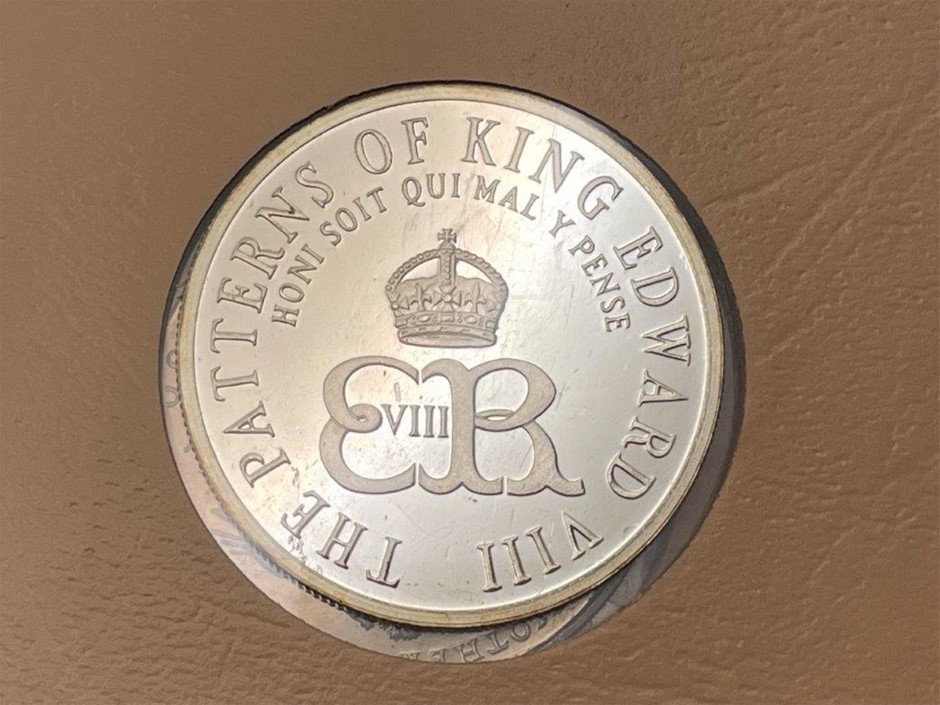 THE PATTERNS OF KING EDWARD VIII
HONI SOIT QUI MAL Y PENSE
ER
VIII